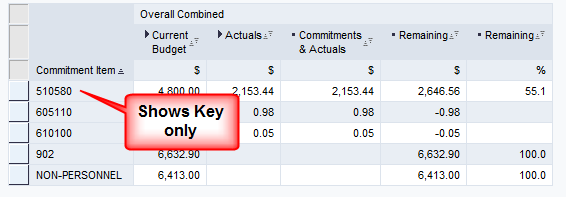 Overall Combined
Current Budget Actuals Commitments & Actuals Remaining Remaining
Commitment Item $ $ $ $ %
510580 4,800.00 2,153.44 2,153.44 2,646.56 55.1
605110 0.98 0.98 -0.98
610100 0.05 0.05 -0.05
902 6,632.90 6,632.90 100.0
NON-PERSONNEL 6,413.00 6,413.00 100.0
Shows Key
only